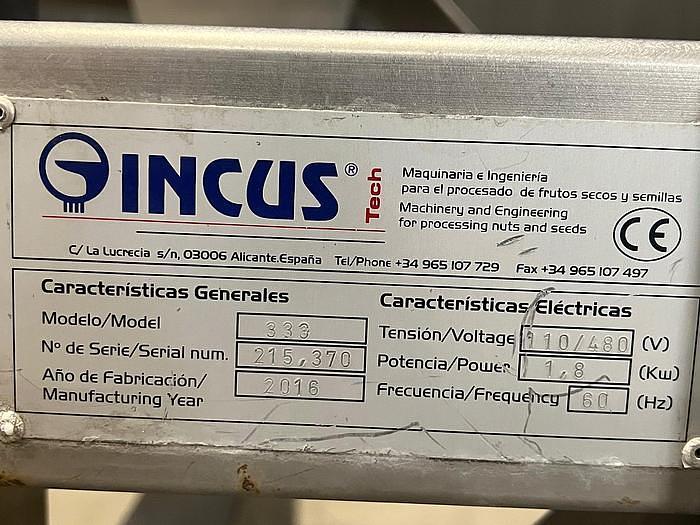 INCUS® Tech
Maquinaria e Ingeniería
para el procesado de frutos secos y semillas
Machinery and Engineering
for processing nuts and seeds
CE
C/ La Lucrecia s/n, 03006 Alicante.España Tel/Phone +34 965 107 729 Fax +34 965 107 497
Características Generales
Modelo/Model 333
Nº de Serie/Serial num. 215,370
Año de Fabricación/
Manufacturing Year 2016
Características Eléctricas
Tensión/Voltage 110/480 (V)
Potencia/Power 1,8 (Kw)
Frecuencia/Frequency 60 (Hz)